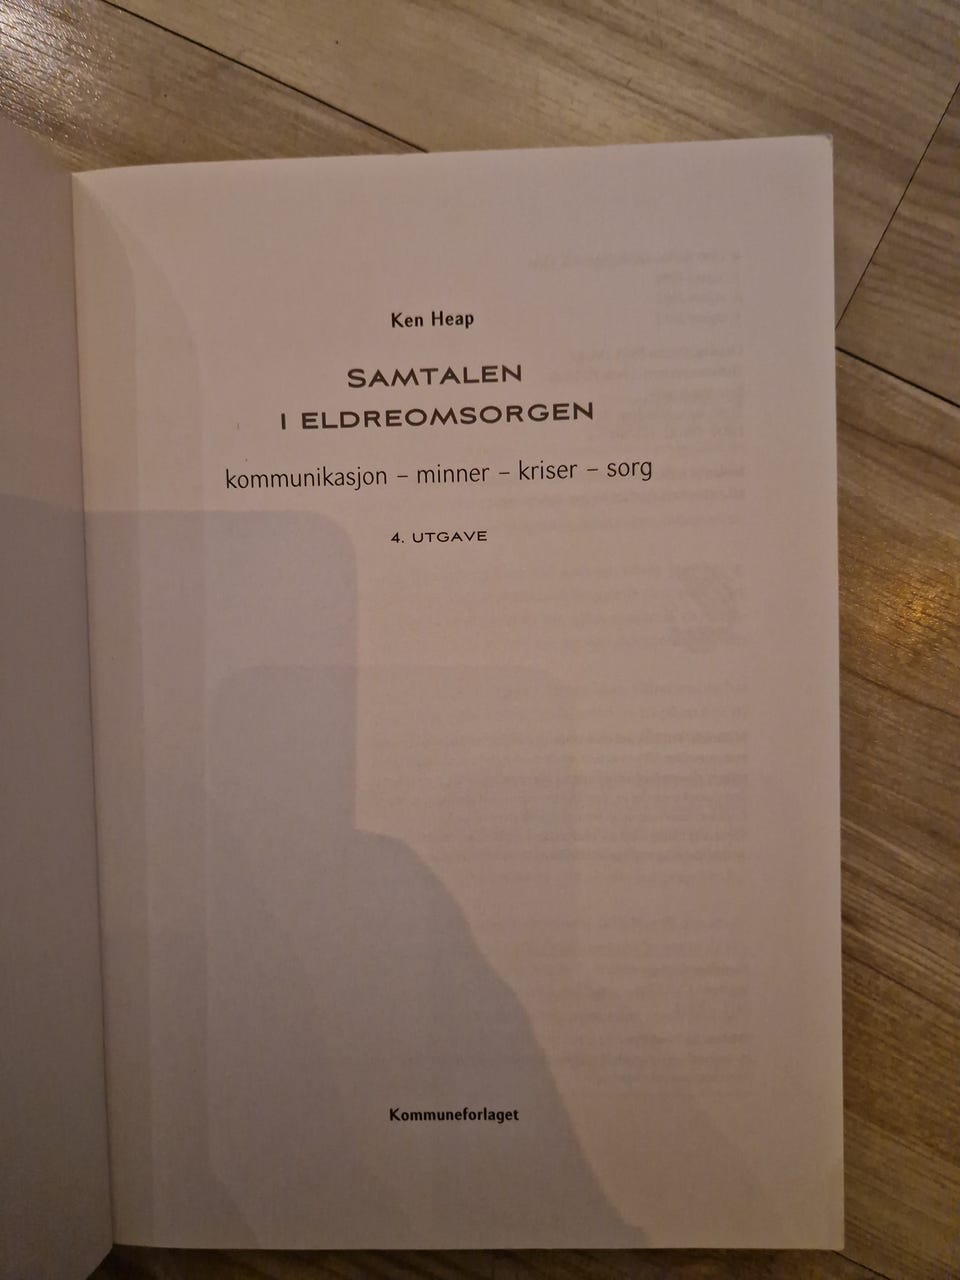 Ken Heap
SAMTALEN
I ELDREOMSORGEN
kommunikasjon – minner – kriser – sorg
4. UTGAVE
Kommuneforlaget